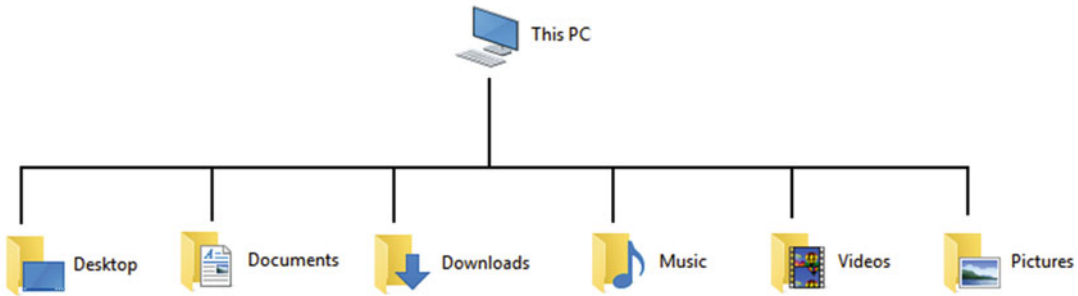 This PC
Desktop
Documents
Downloads
Music
Videos
Pictures